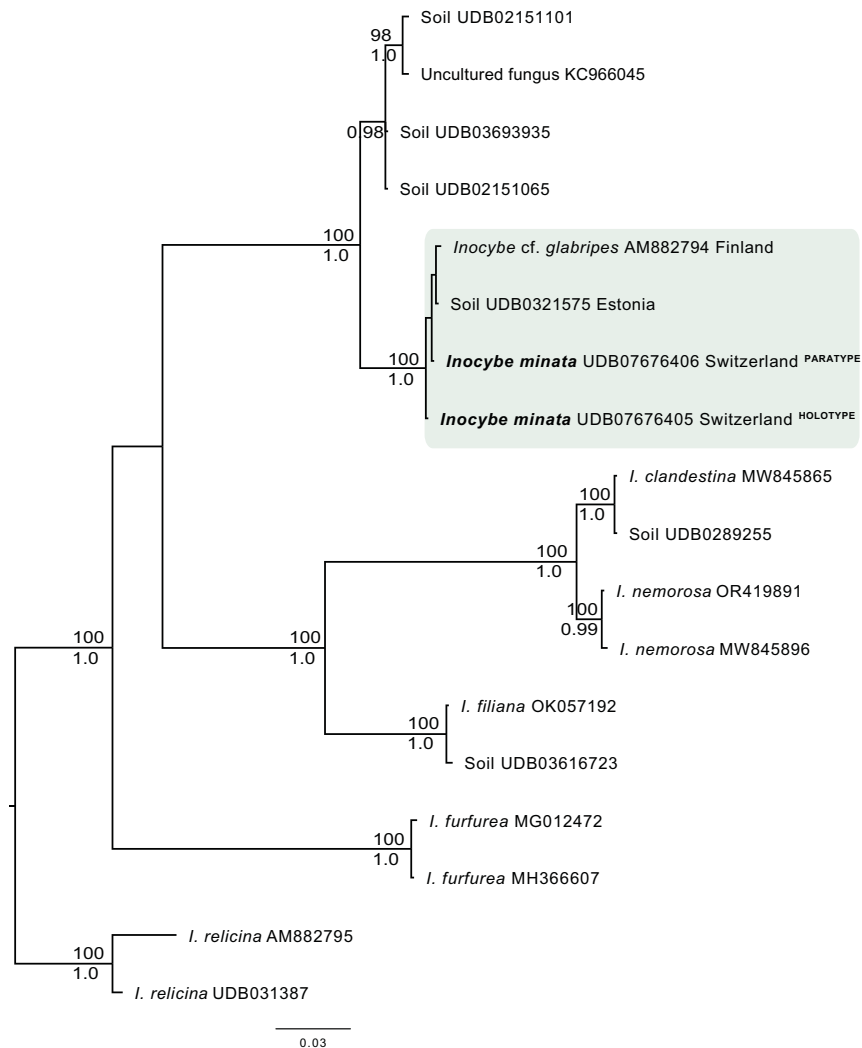 Soil UDB02151101
98
1.0
Uncultured fungus KC966045
0.98
Soil UDB03693935
Soil UDB02151065
100
1.0
Inocybe cf. glabripes AM882794 Finland
Soil UDB0321575 Estonia
100
1.0
Inocybe minata UDB07676406 Switzerland PARATYPE
Inocybe minata UDB07676405 Switzerland HOLOTYPE
I. clandestina MW845865
100
1.0
Soil UDB0289255
100
1.0
I. nemorosa OR419891
100
0.99
I. nemorosa MW845896
100
1.0
100
1.0
I. filiana OK057192
100
1.0
Soil UDB03616723
I. furfurea MG012472
100
1.0
I. furfurea MH366607
I. relicina AM882795
100
1.0
I. relicina UDB031387
0.03